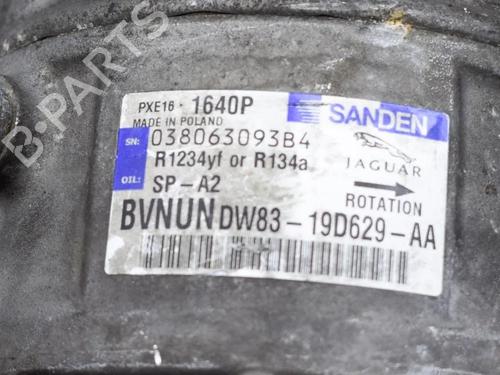 B-PARTS
PXE16 - 1640P SANDEN
MADE IN POLAND
SN: 038063093B4
JAGUAR
R1234yf or R134a
OIL: SP-A2
ROTATION
BVNUN DW83-19D629-AA